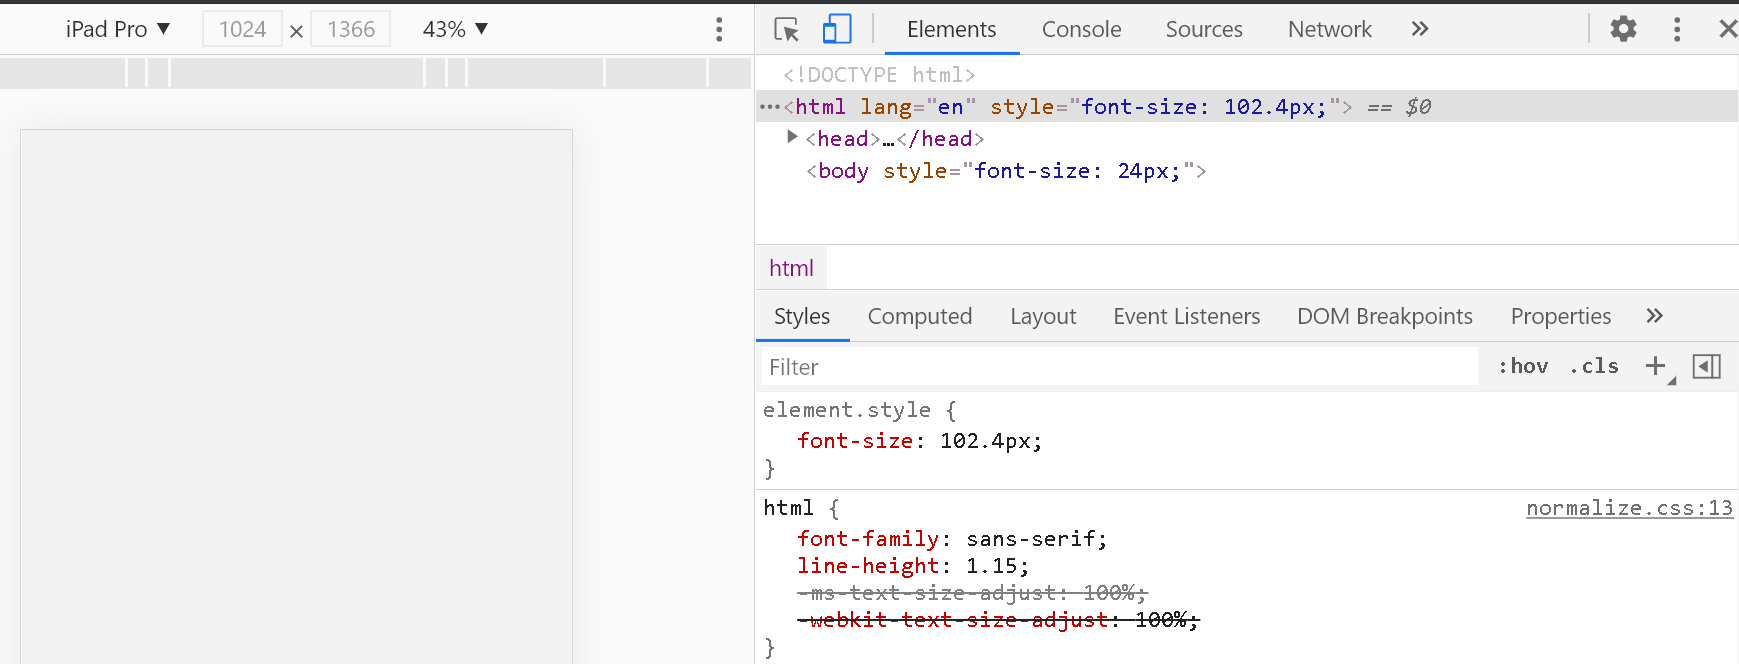 iPad Pro ▼ 1024 × 1366 43% ▼
Elements Console Sources Network »
<!DOCTYPE html>
•••<html lang="en" style="font-size: 102.4px;"> == $0
▶<head>…</head>
<body style="font-size: 24px;">
html
Styles Computed Layout Event Listeners DOM Breakpoints Properties »
Filter :hov .cls +
element.style {
font-size: 102.4px;
}
html { normalize.css:13
font-family: sans-serif;
line-height: 1.15;
-ms-text-size-adjust: 100%;
-webkit-text-size-adjust: 100%;
}